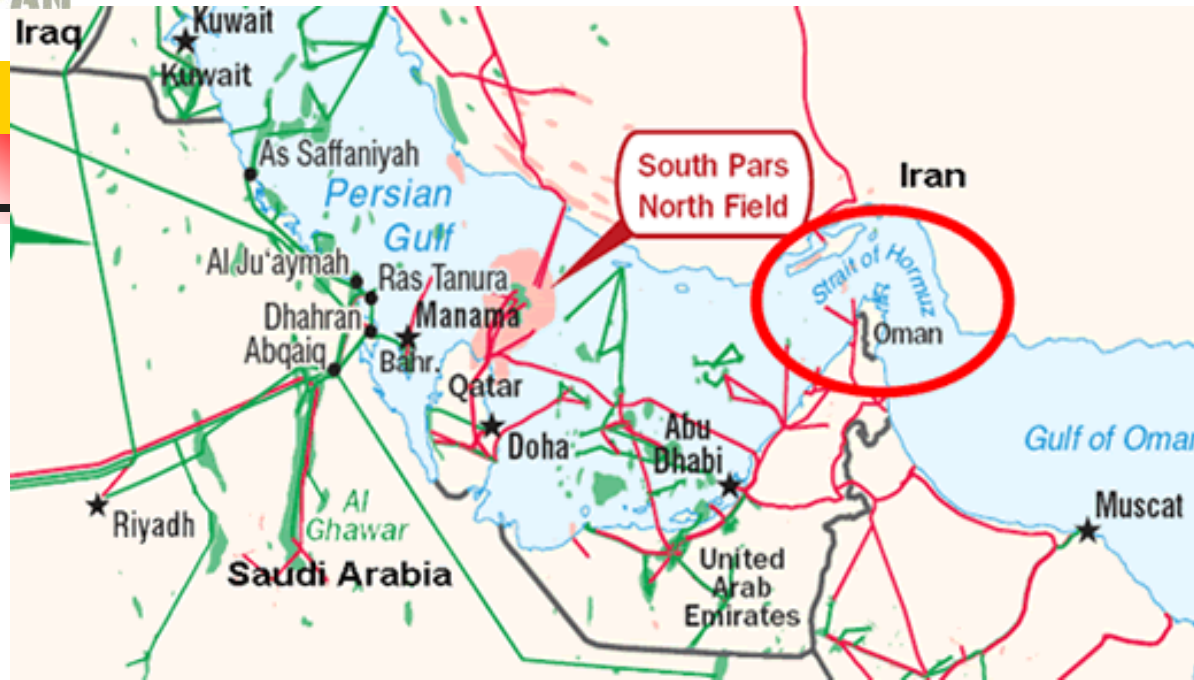 Iraq
Kuwait
Kuwait
As Saffaniyah
Persian
Gulf
Al Ju'aymah
Ras Tanura
Dhahran
Manama
Abqaiq
Bahr.
Qatar
Doha
South Pars
North Field
Iran
Strait of Hormuz
Oman
Abu
Dhabi
Gulf of Oman
Muscat
Riyadh
Al
Ghawar
Saudi Arabia
United
Arab
Emirates